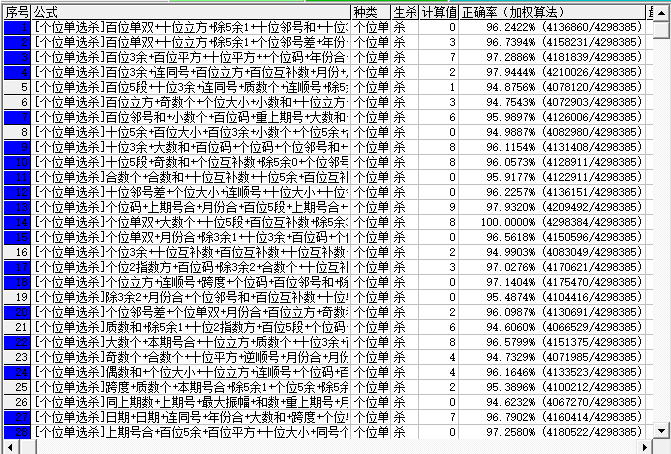 序号 公式 种类 生杀 计算值 正确率（加权算法）
1 [个位单选杀]百位单双+十位立方+除5余1+十位邻号和+十位 个位单 杀 0 96.2422% (4136860/4298385)
2 [个位单选杀]百位单双+十位立方+除5余1+个位邻号差+年份 个位单 杀 3 96.7394% (4158231/4298385)
3 [个位单选杀]百位3余+百位平方+十位平方++个位码+年份合 个位单 杀 7 97.2886% (4181839/4298385)
4 [个位单选杀]百位3余+连同号+百位立方+百位互补数+月份+ 个位单 杀 2 97.9444% (4210026/4298385)
5 [个位单选杀]百位5段+十位3余+连同号+质数个+连顺号+除5 个位单 杀 1 94.8756% (4078120/4298385)
6 [个位单选杀]百位立方+奇数个+个位大小+小数和+十位立方 个位单 杀 3 94.7543% (4072903/4298385)
7 [个位单选杀]百位邻号和+小数个+百位码+重上期号+大数和 个位单 杀 6 95.9897% (4126006/4298385)
8 [个位单选杀]十位5余+百位大小+百位3余+小数个+个位5余+ 个位单 杀 0 94.9887% (4082980/4298385)
9 [个位单选杀]十位3余+大数和+百位码+个位码+个位邻号和+ 个位单 杀 8 96.1154% (4131408/4298385)
10 [个位单选杀]十位5段+奇数和+个位互补数+除5余0+个位邻 个位单 杀 8 96.0573% (4128911/4298385)
11 [个位单选杀]合数个+合数和+十位互补数+十位5余+百位互 个位单 杀 0 95.9177% (4122911/4298385)
12 [个位单选杀]十位邻号差+个位大小+连顺号+十位大小+十位 个位单 杀 0 96.2257% (4136151/4298385)
13 [个位单选杀]个位码+上期号合+月份合+百位5段+上期号合+ 个位单 杀 9 97.9320% (4209492/4298385)
14 [个位单选杀]个位单双+大数个+十位5段+百位互补数+除5余 个位单 杀 8 100.0000% (4298384/4298385)
15 [个位单选杀]个位单双+月份合+除3余1+十位3余+百位码+个 个位单 杀 0 96.5618% (4150596/4298385)
16 [个位单选杀]个位3余+十位互补数+百位互补数+十位互补数 个位单 杀 2 94.9903% (4083049/4298385)
17 [个位单选杀]个位2指数方+百位码+除3余2+合数个+十位互补 个位单 杀 3 97.0276% (4170621/4298385)
18 [个位单选杀]个位立方+连顺号+跨度+个位码+百位邻号和+除 个位单 杀 0 97.1404% (4175470/4298385)
19 [个位单选杀]除3余2+月份合+个位邻号和+百位互补数+十位 个位单 杀 0 95.4874% (4104416/4298385)
20 [个位单选杀]个位邻号差+个位单双+月份合+百位立方+奇数 个位单 杀 2 96.0987% (4130691/4298385)
21 [个位单选杀]质数和+除5余1+十位2指数方+百位5段+个位码+ 个位单 杀 6 94.6060% (4066529/4298385)
22 [个位单选杀]大数个+本期号合+十位立方+质数个+十位3余+ 个位单 杀 8 96.5799% (4151375/4298385)
23 [个位单选杀]奇数个+合数个+十位平方+逆顺号+月份合+月份 个位单 杀 4 94.7329% (4071985/4298385)
24 [个位单选杀]偶数和+个位大小+十位立方+连顺号+个位码+百 个位单 杀 4 96.1646% (4133523/4298385)
25 [个位单选杀]跨度+质数个+本期号合+除5余1+个位5余+除5余 个位单 杀 2 95.3896% (4100212/4298385)
26 [个位单选杀]同上期数+上期号+最大振幅+和数+重上期号+月 个位单 杀 0 94.6232% (4067270/4298385)
27 [个位单选杀]日期+日期+连同号+年份合+大数和+跨度+个位 个位单 杀 7 96.7902% (4160414/4298385)
28 [个位单选杀]上期号合+百位5余+百位平方+十位大小+同号个 个位单 杀 8 97.2580% (4180522/4298385)